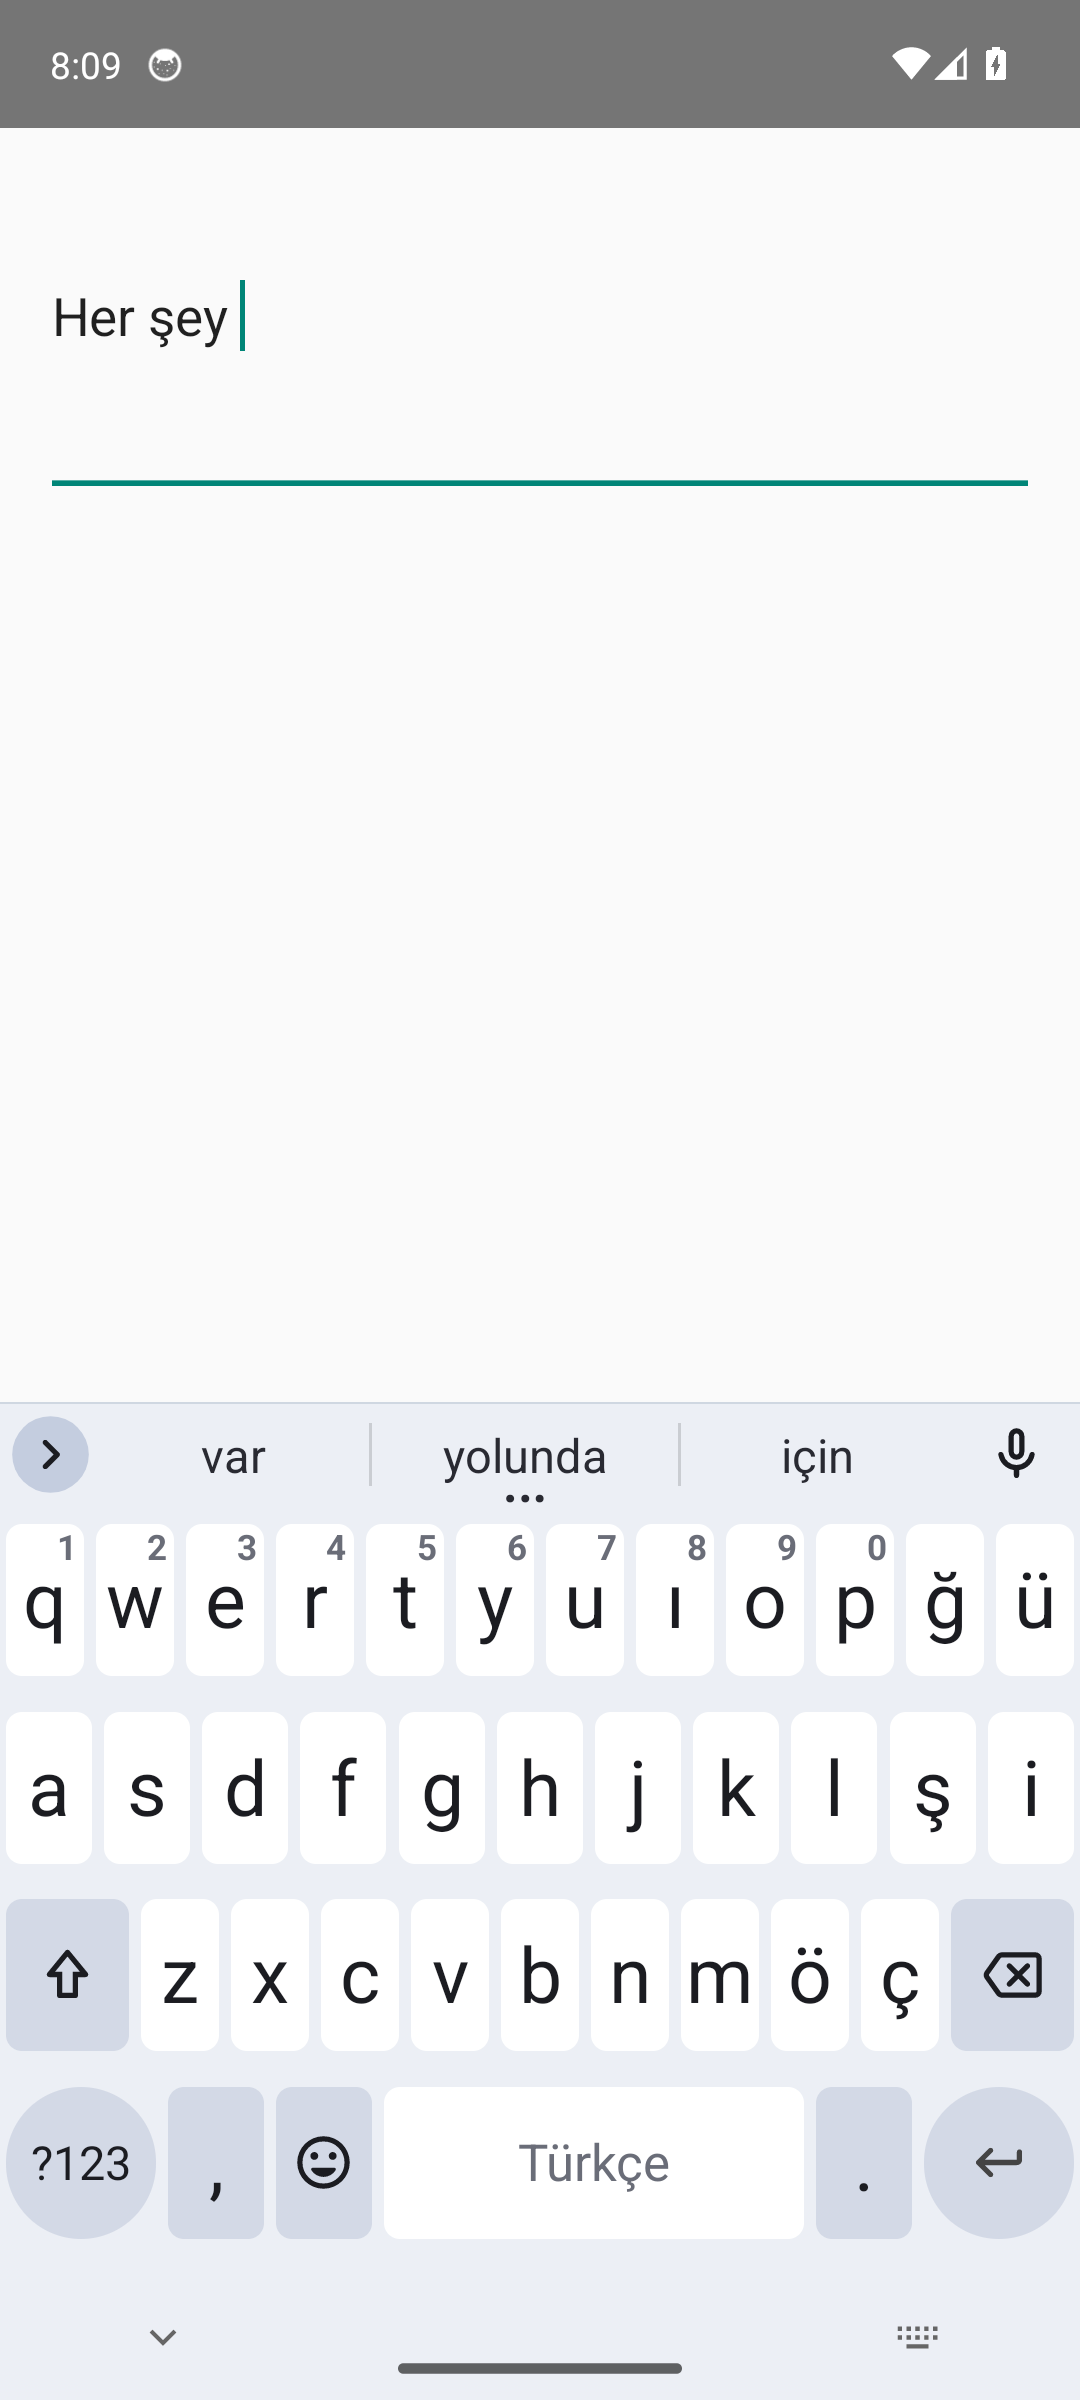 8:09
Her şey
var yolunda için
1 2 3 4 5 6 7 8 9 0
q w e r t y u ı o p ğ ü
a s d f g h j k l ş i
z x c v b n m ö ç
?123 , Türkçe .